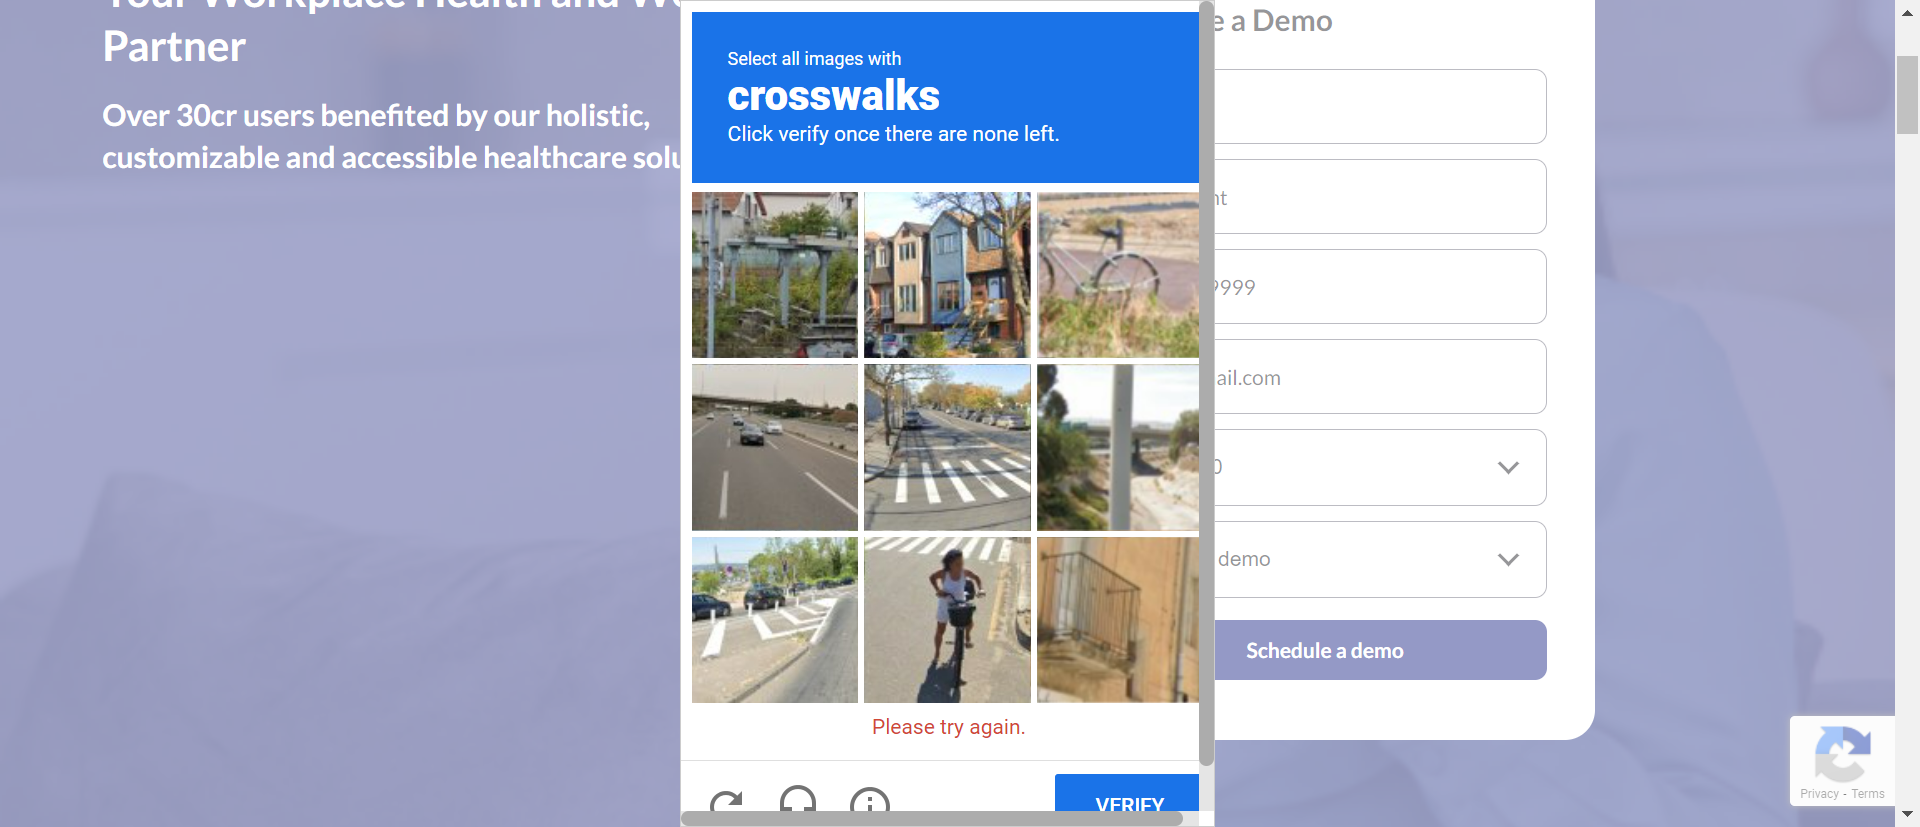 Partner
Over 30cr users benefited by our holistic,
customizable and accessible healthcare solu
Select all images with
crosswalks
Click verify once there are none left.
Please try again.
VERIFY
e a Demo
nt
9999
ail.com
0
demo
Schedule a demo
Privacy - Terms